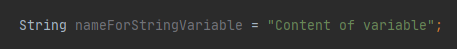 String nameForStringVariable = "Content of variable";